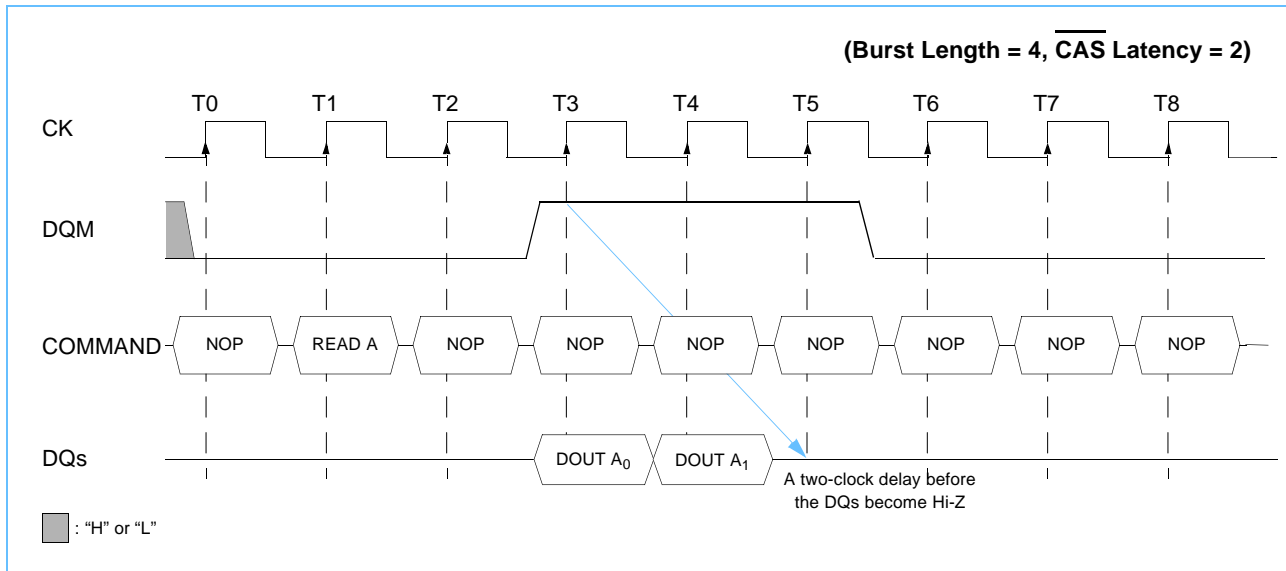 (Burst Length = 4, CAS Latency = 2)
T0 T1 T2 T3 T4 T5 T6 T7 T8
CK
DQM
COMMAND NOP READ A NOP NOP NOP NOP NOP NOP NOP
DQs DOUT A0 DOUT A1
A two-clock delay before
the DQs become Hi-Z
: “H” or “L”